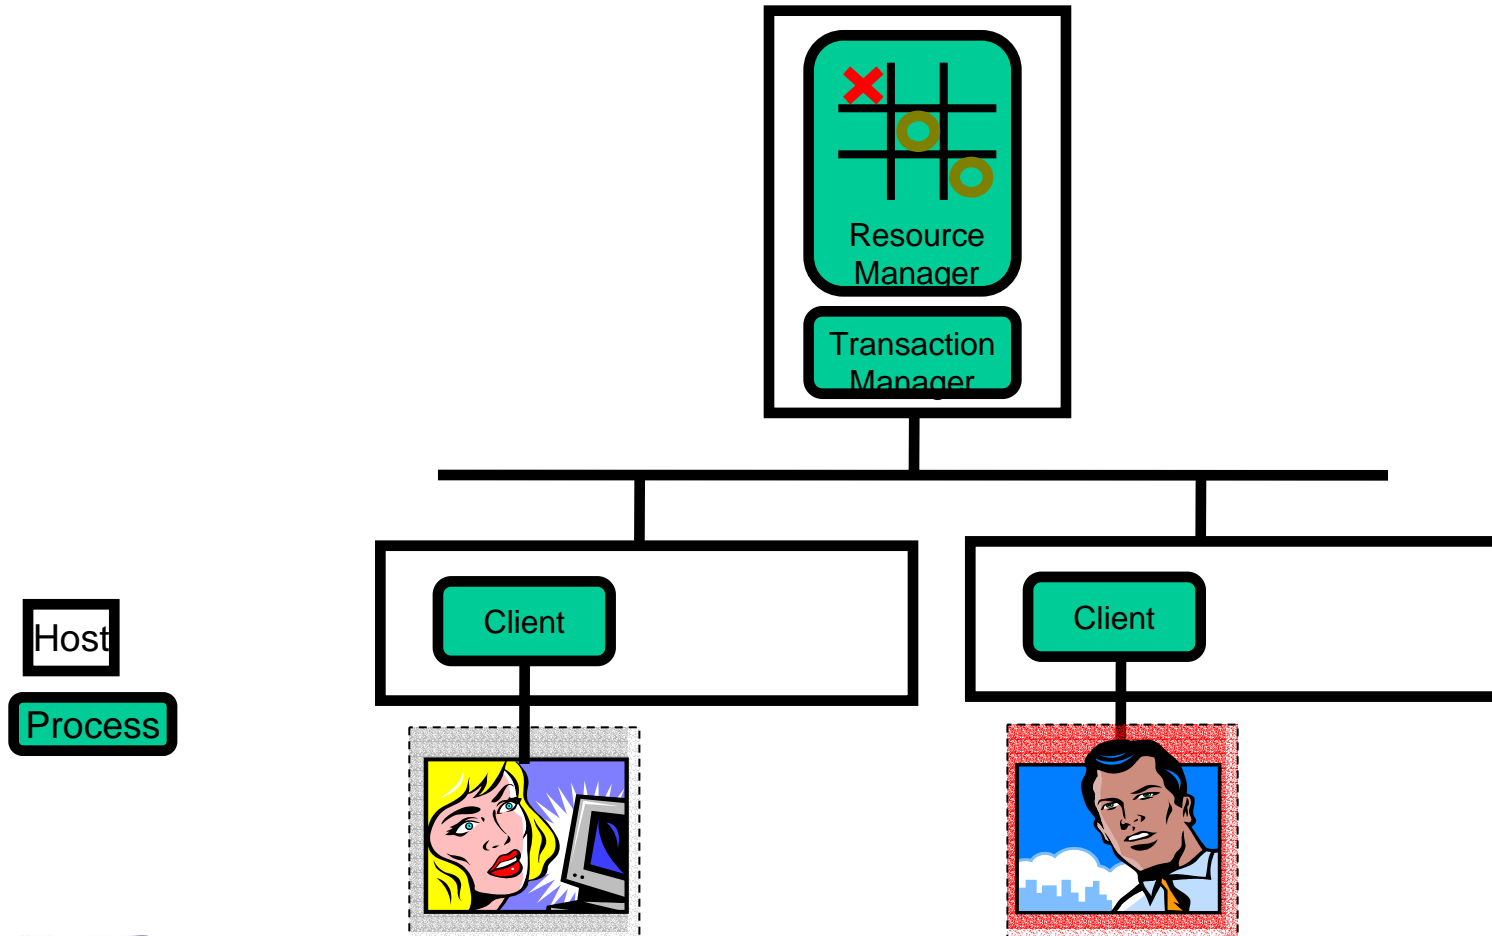 Resource
Manager
Transaction
Manager
Client
Client
Host
Process